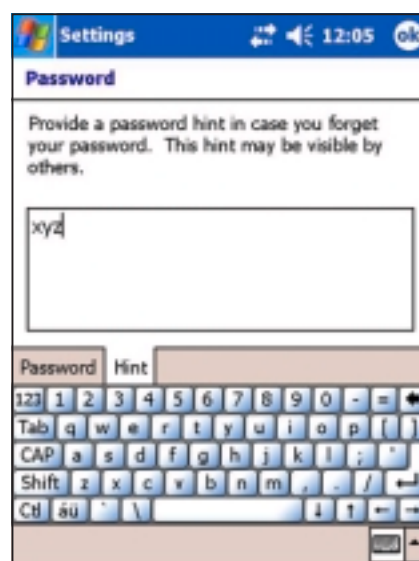 Settings 12:05 ok
Password
Provide a password hint in case you forget
your password. This hint may be visible by
others.
xyz
Password Hint
123 1 2 3 4 5 6 7 8 9 0 - =
Tab q w e r t y u i o p [ ]
CAP a s d f g h j k l ; '
Shift z x c v b n m , . /
Ctl áü ` \